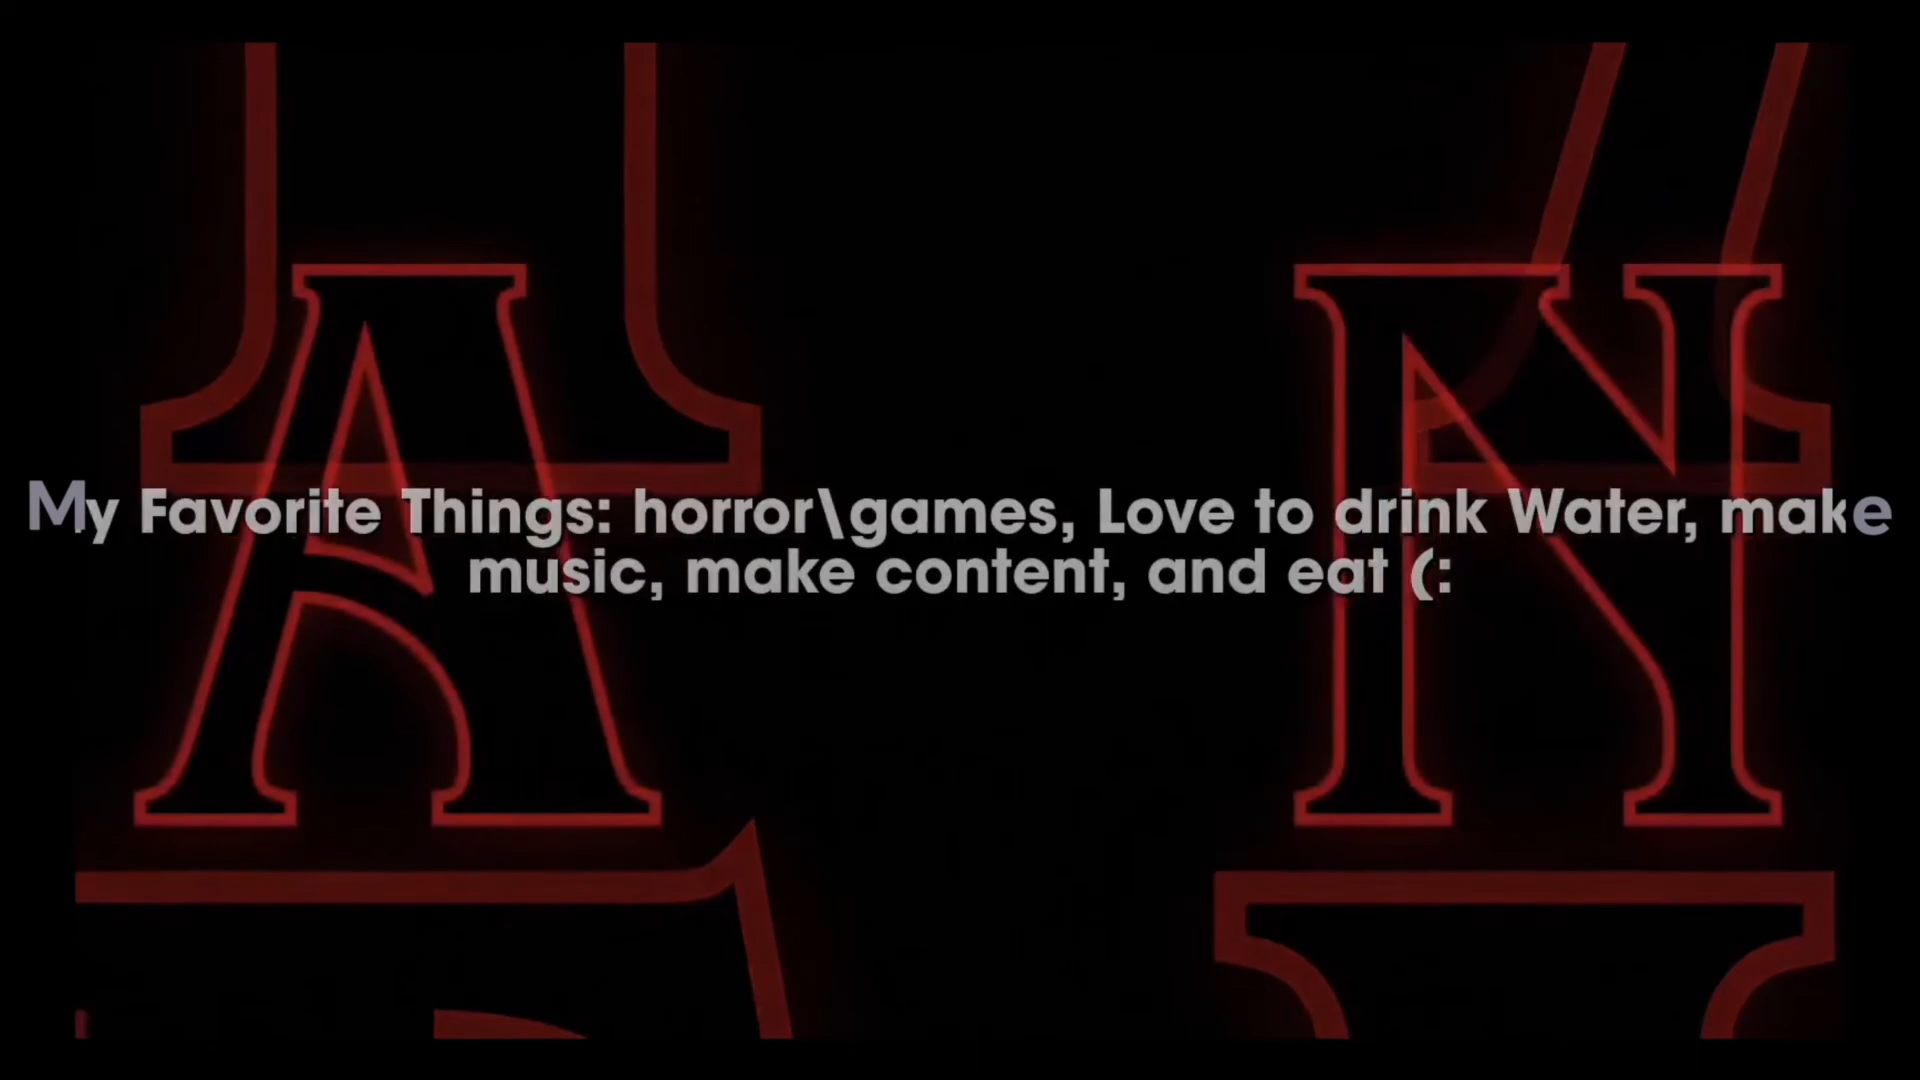 A N
My Favorite Things: horror\games, Love to drink Water, make
music, make content, and eat (: